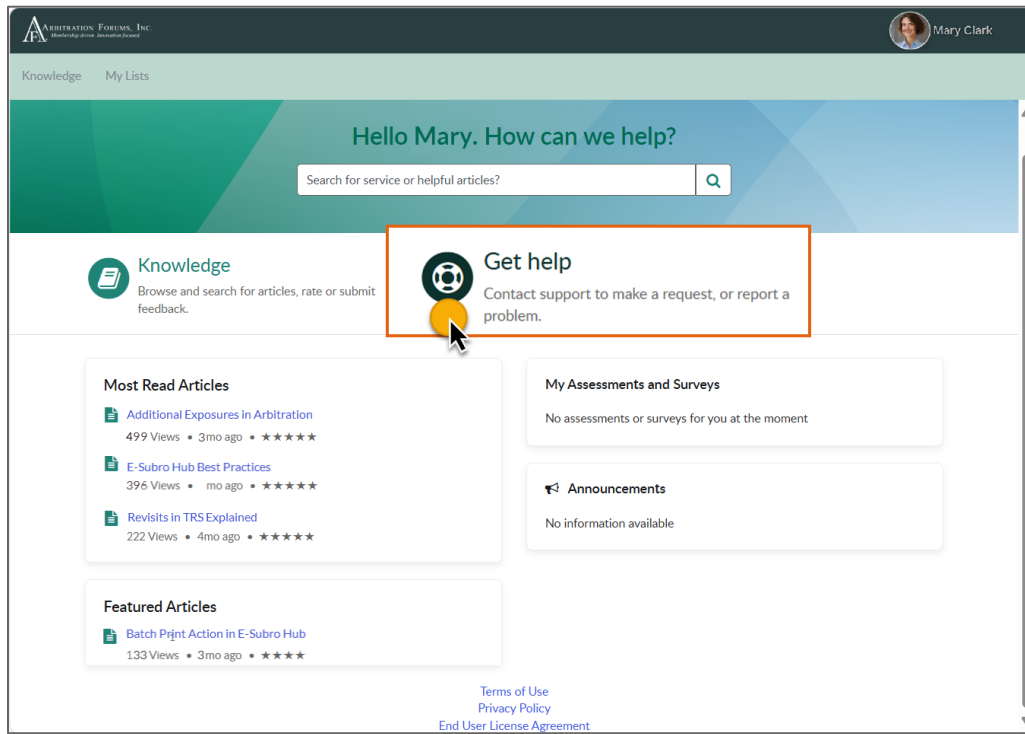 ARBITRATION FORUMS, INC.
Membership driven. Innovation focused.
Mary Clark
Knowledge My Lists
Hello Mary. How can we help?
Search for service or helpful articles?
Knowledge
Browse and search for articles, rate or submit
feedback.
Get help
Contact support to make a request, or report a
problem.
Most Read Articles
Additional Exposures in Arbitration
499 Views • 3mo ago • ★★★★★
E-Subro Hub Best Practices
396 Views • mo ago • ★★★★★
Revisits in TRS Explained
222 Views • 4mo ago • ★★★★★
Featured Articles
Batch Print Action in E-Subro Hub
133 Views • 3mo ago • ★★★★
My Assessments and Surveys
No assessments or surveys for you at the moment
Announcements
No information available
Terms of Use
Privacy Policy
End User License Agreement